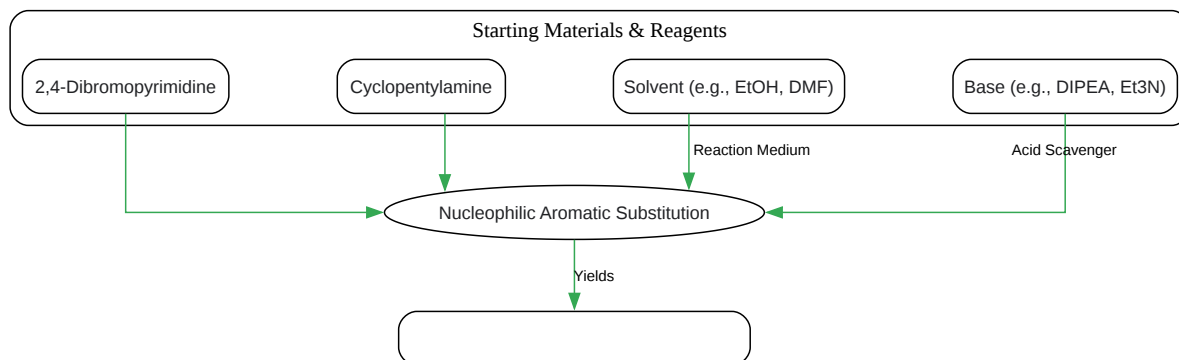 Starting Materials & Reagents
2,4-Dibromopyrimidine
Cyclopentylamine
Solvent (e.g., EtOH, DMF)
Base (e.g., DIPEA, Et3N)
Reaction Medium
Acid Scavenger
Nucleophilic Aromatic Substitution
Yields